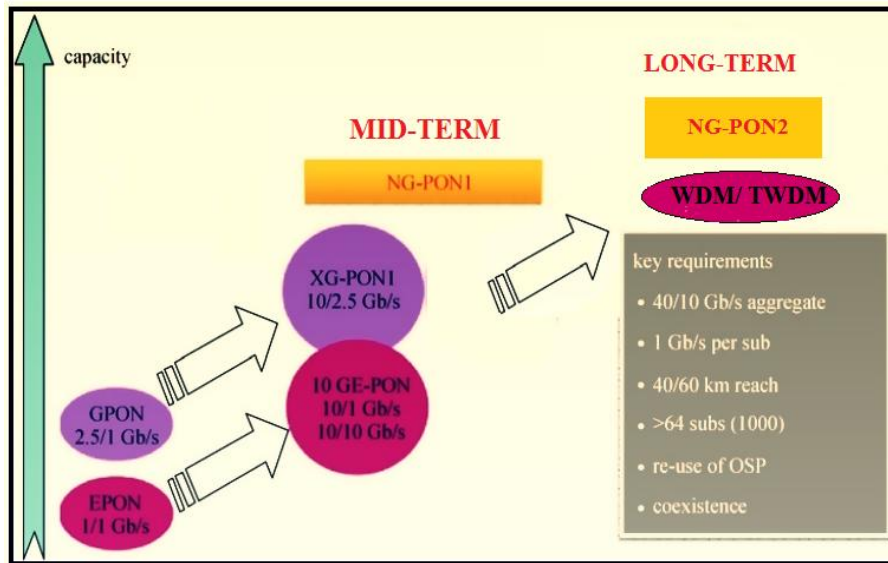 capacity
LONG-TERM
MID-TERM
NG-PON2
NG-PON1
WDM/ TWDM
XG-PON1
10/2.5 Gb/s
key requirements
• 40/10 Gb/s aggregate
• 1 Gb/s per sub
• 40/60 km reach
• >64 subs (1000)
• re-use of OSP
• coexistence
10 GE-PON
10/1 Gb/s
10/10 Gb/s
GPON
2.5/1 Gb/s
EPON
1/1 Gb/s